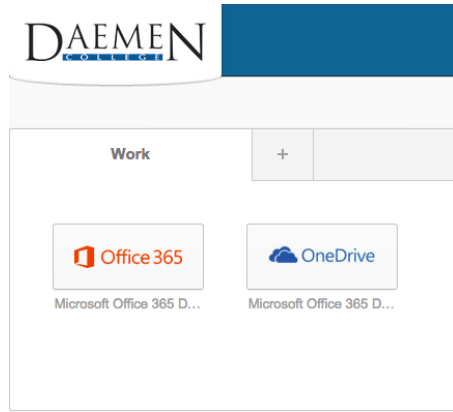 DAEMEN
COLLEGE
Work +
Office 365 OneDrive
Microsoft Office 365 D... Microsoft Office 365 D...